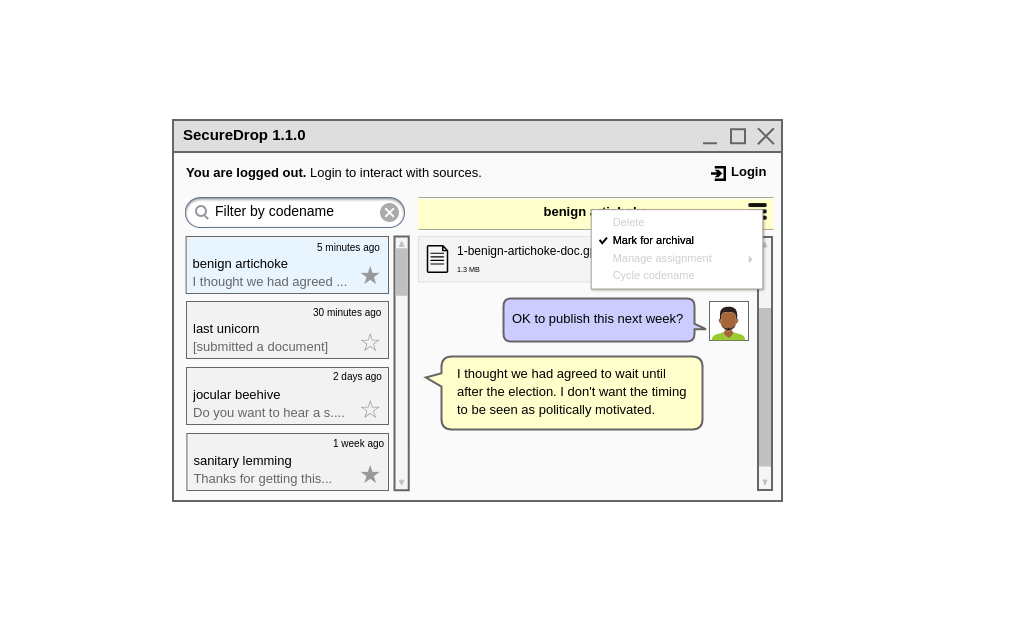 SecureDrop 1.1.0
You are logged out. Login to interact with sources.
Login
Filter by codename
5 minutes ago
benign artichoke
I thought we had agreed ...
30 minutes ago
last unicorn
[submitted a document]
2 days ago
jocular beehive
Do you want to hear a s....
1 week ago
sanitary lemming
Thanks for getting this...
benign
Delete
Mark for archival
Manage assignment
Cycle codename
1-benign-artichoke-doc.g
1.3 MB
OK to publish this next week?
I thought we had agreed to wait until
after the election. I don't want the timing
to be seen as politically motivated.